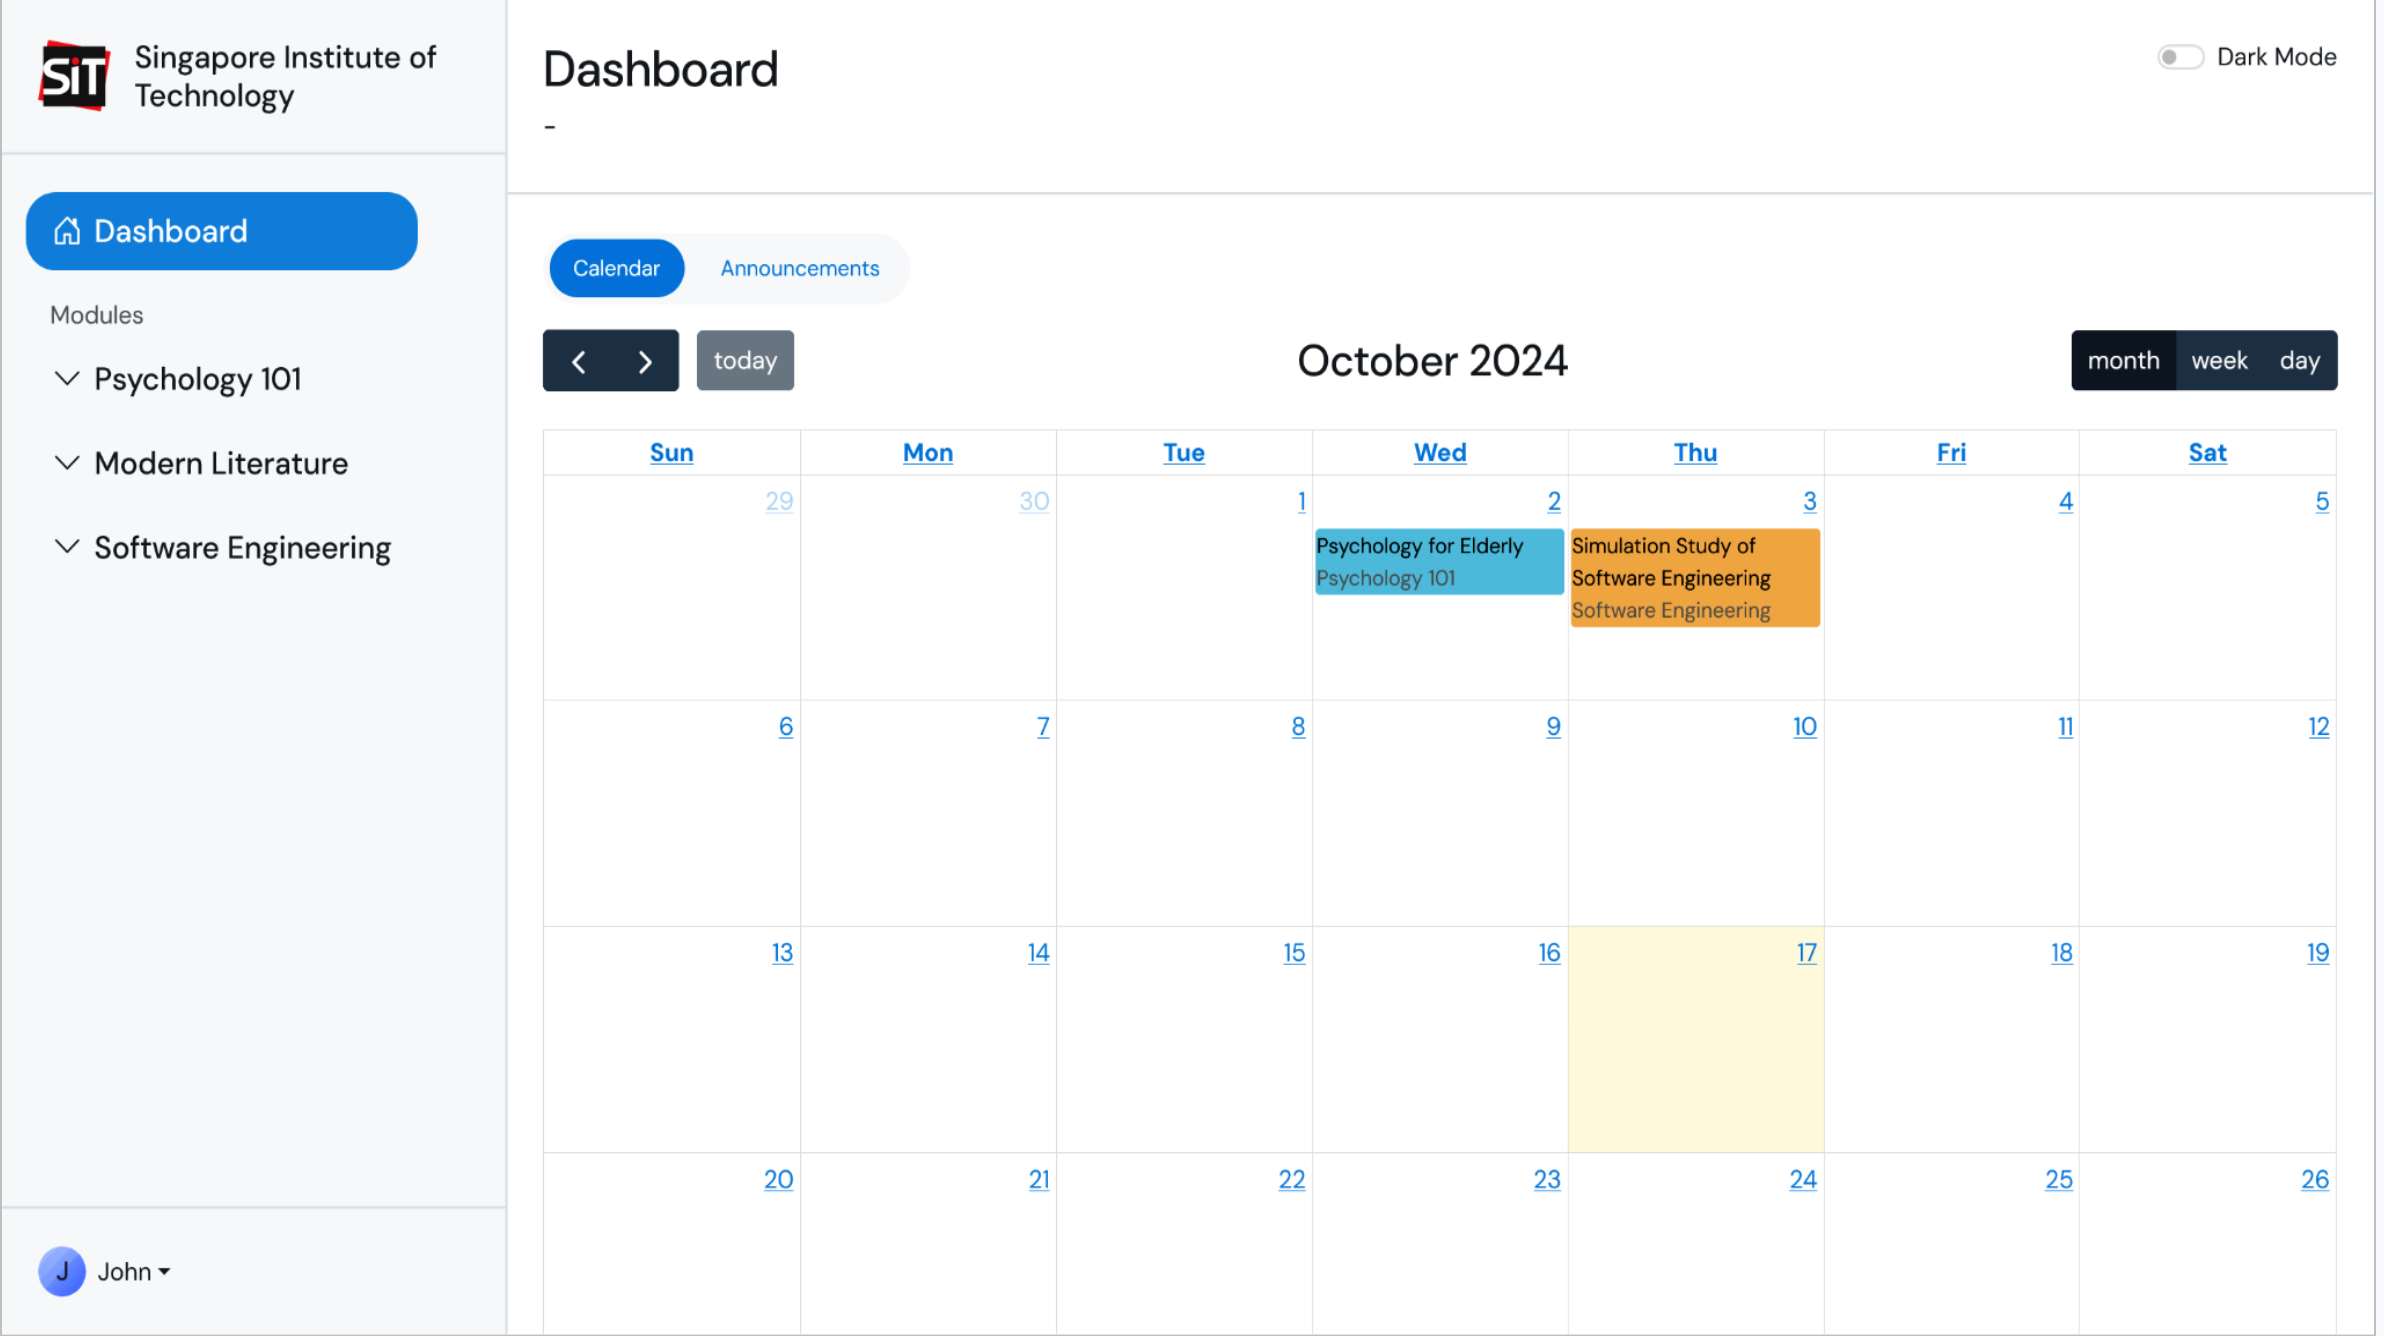 SiT
Singapore Institute of
Technology
Dashboard
Modules
Psychology 101
Modern Literature
Software Engineering
J
John
Dashboard
-
Dark Mode
Calendar
Announcements
today
October 2024
month
week
day
Sun
Mon
Tue
Wed
Thu
Fri
Sat
29
30
1
2
3
4
5
Psychology for Elderly
Psychology 101
Simulation Study of
Software Engineering
Software Engineering
6
7
8
9
10
11
12
13
14
15
16
17
18
19
20
21
22
23
24
25
26